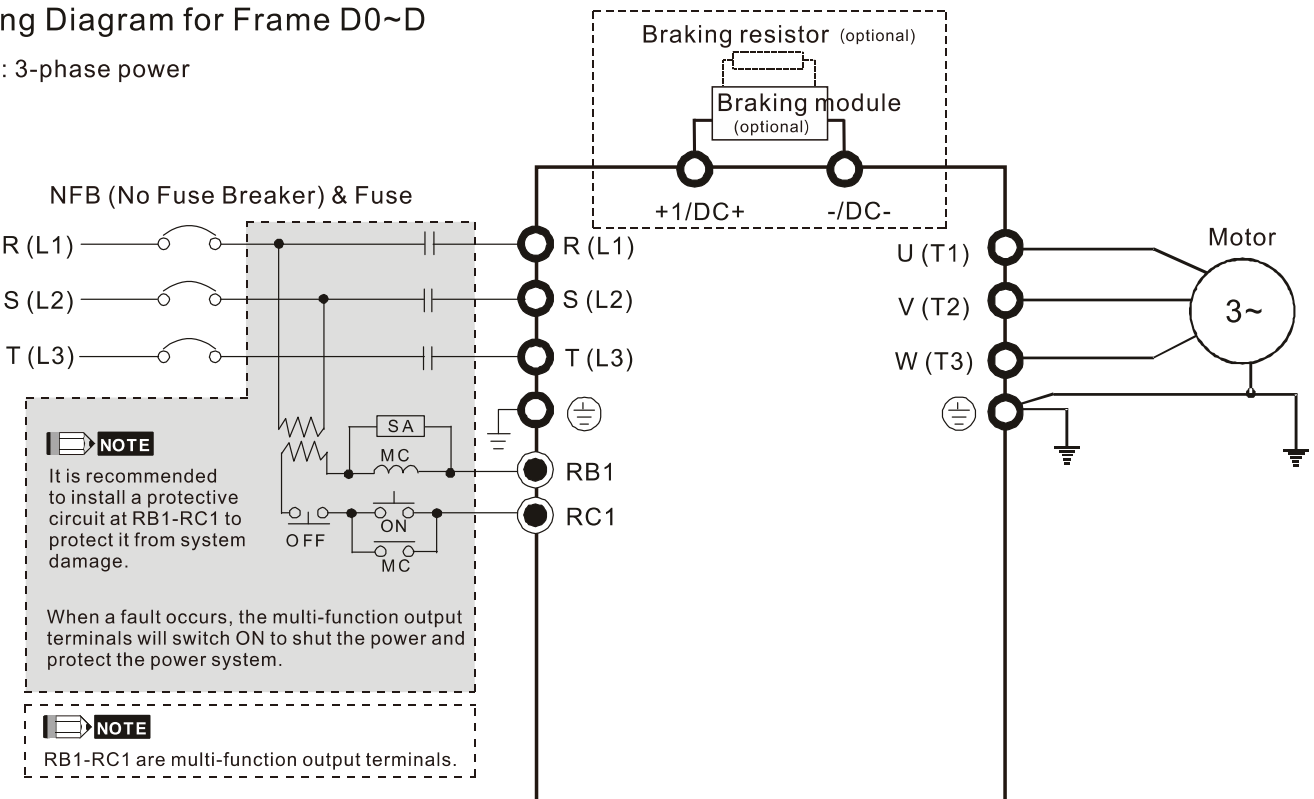 ng Diagram for Frame D0~D
: 3-phase power
Braking resistor (optional)
Braking module
(optional)
+1/DC+
-/DC-
NFB (No Fuse Breaker) & Fuse
R (L1)
S (L2)
T (L3)
R (L1)
S (L2)
T (L3)
RB1
RC1
U (T1)
V (T2)
W (T3)
Motor
3~
SA
MC
ON
OFF
MC
NOTE
It is recommended
to install a protective
circuit at RB1-RC1 to
protect it from system
damage.
When a fault occurs, the multi-function output
terminals will switch ON to shut the power and
protect the power system.
NOTE
RB1-RC1 are multi-function output terminals.